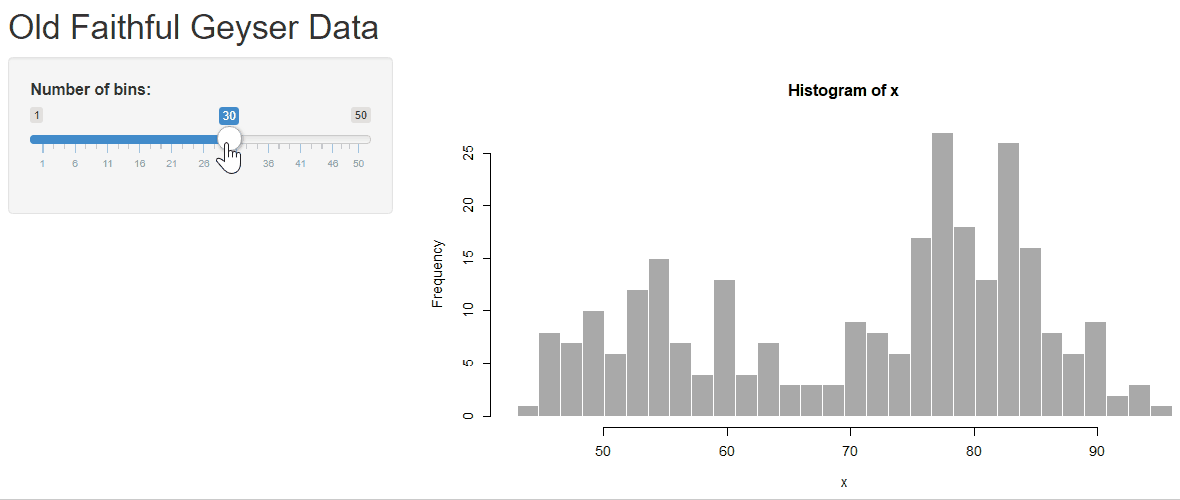 Old Faithful Geyser Data
Number of bins:
1 30 50
1 6 11 16 21 26 36 41 46 50
Histogram of x
Frequency
25
20
15
10
5
0
50 60 70 80 90
x